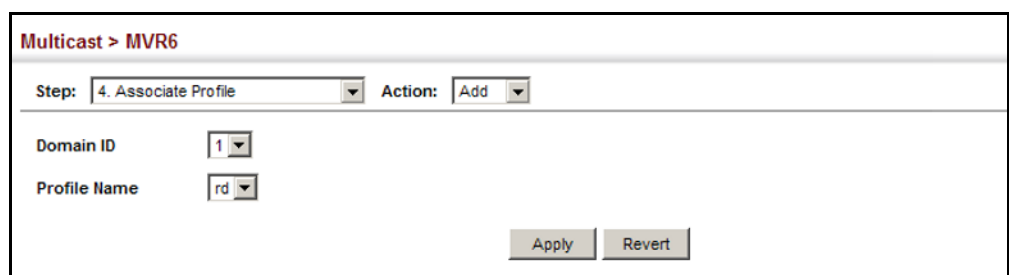 Multicast > MVR6
Step: 4. Associate Profile Action: Add
Domain ID 1
Profile Name rd
Apply Revert